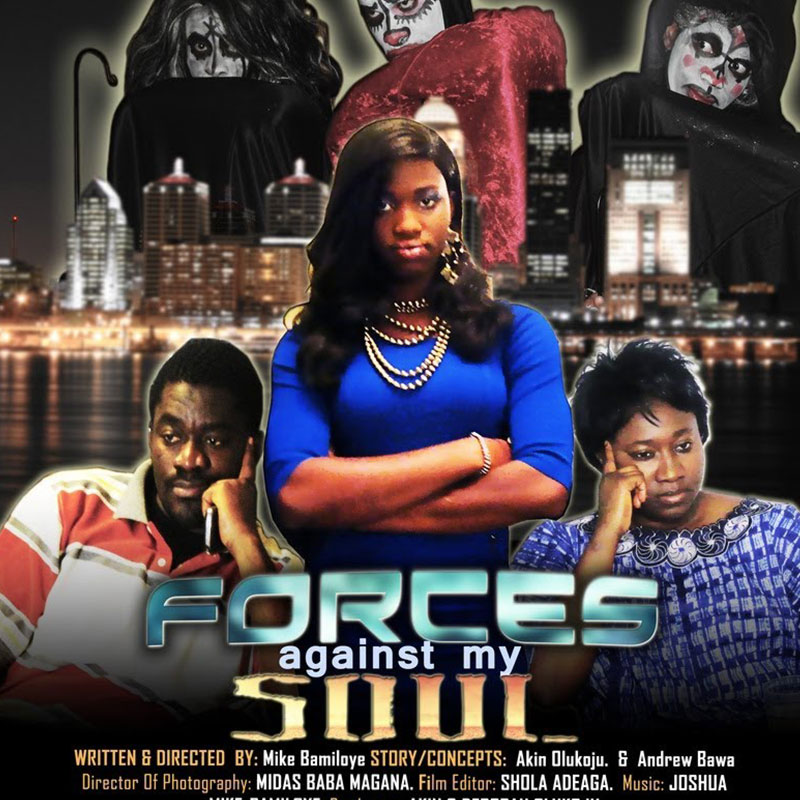 FORCES
against my
SOUL
WRITTEN & DIRECTED BY: Mike Bamiloye STORY/CONCEPTS: Akin Olukoju. & Andrew Bawa
Director Of Photography: MIDAS BABA MAGANA. Film Editor: SHOLA ADEAGA. Music: JOSHUA